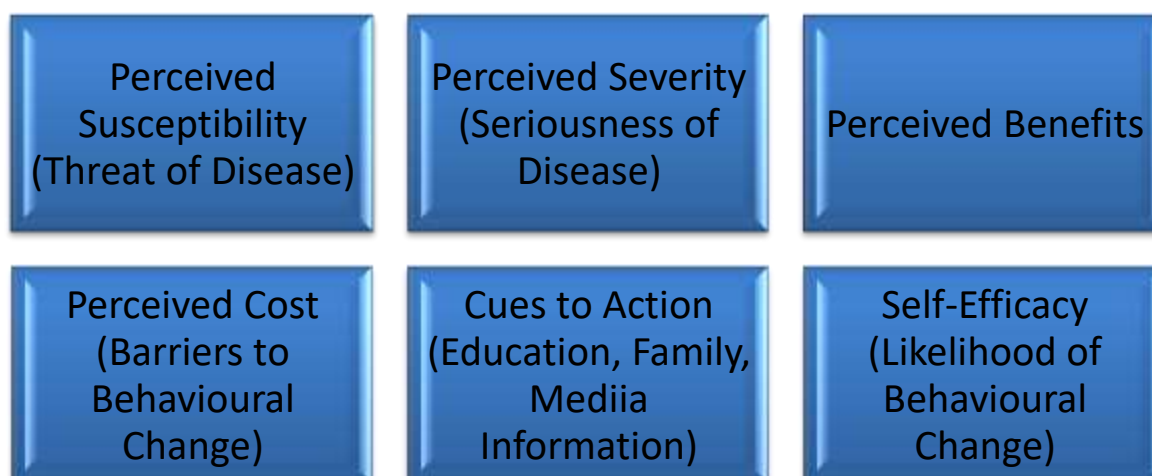 Perceived
Susceptibility
(Threat of Disease)
Perceived Severity
(Seriousness of
Disease)
Perceived Benefits
Perceived Cost
(Barriers to
Behavioural
Change)
Cues to Action
(Education, Family,
Mediia
Information)
Self-Efficacy
(Likelihood of
Behavioural
Change)